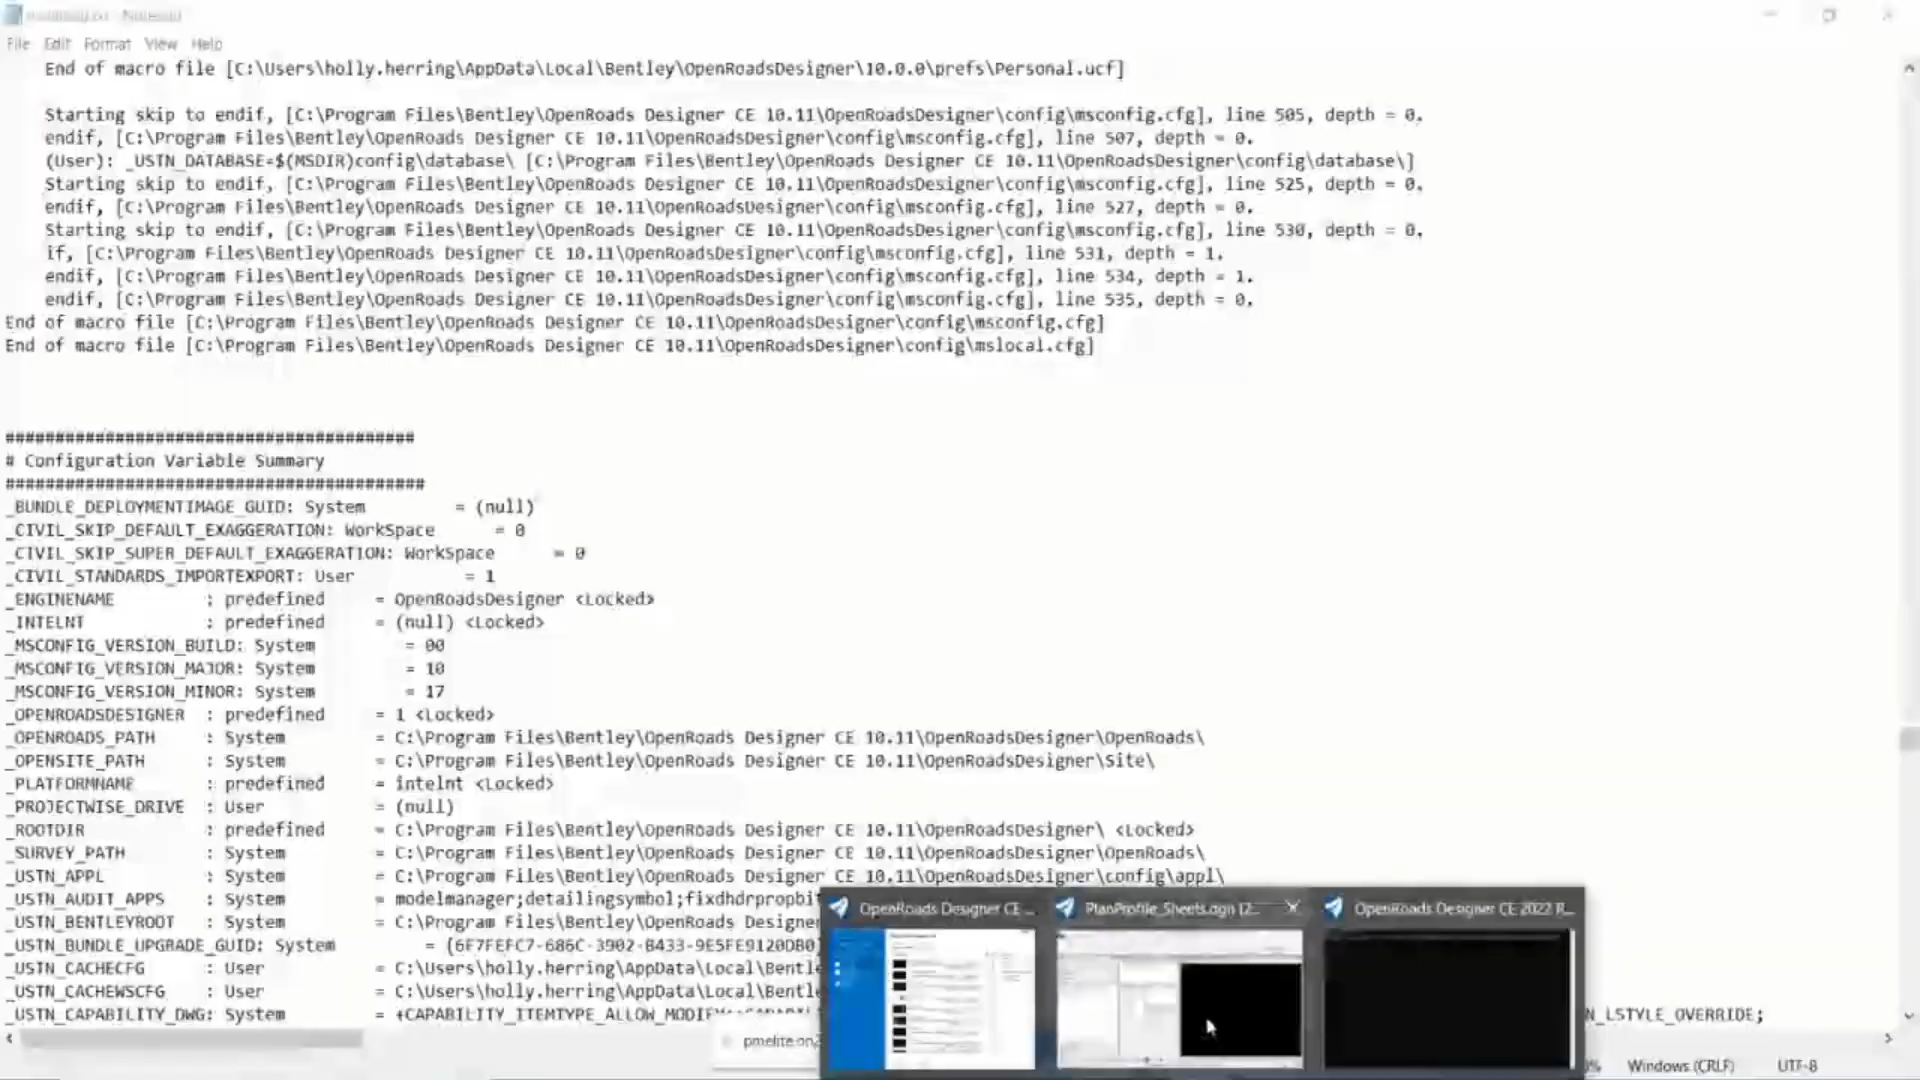 File Edit Format View Help
End of macro file [C:\Users\holly.herring\AppData\Local\Bentley\OpenRoadsDesigner\10.0.0\prefs\Personal.ucf]
Starting skip to endif, [C:\Program Files\Bentley\OpenRoads Designer CE 10.11\OpenRoadsDesigner\config\msconfig.cfg], line 505, depth = 0.
endif, [C:\Program Files\Bentley\OpenRoads Designer CE 10.11\OpenRoadsDesigner\config\msconfig.cfg], line 507, depth = 0.
(User): _USTN_DATABASE=$(MSDIR)config\database\ [C:\Program Files\Bentley\OpenRoads Designer CE 10.11\OpenRoadsDesigner\config\database\]
Starting skip to endif, [C:\Program Files\Bentley\OpenRoads Designer CE 10.11\OpenRoadsDesigner\config\msconfig.cfg], line 525, depth = 0.
endif, [C:\Program Files\Bentley\OpenRoads Designer CE 10.11\OpenRoadsDesigner\config\msconfig.cfg], line 527, depth = 0.
Starting skip to endif, [C:\Program Files\Bentley\OpenRoads Designer CE 10.11\OpenRoadsDesigner\config\msconfig.cfg], line 530, depth = 0.
if, [C:\Program Files\Bentley\OpenRoads Designer CE 10.11\OpenRoadsDesigner\config\msconfig.cfg], line 531, depth = 1.
endif, [C:\Program Files\Bentley\OpenRoads Designer CE 10.11\OpenRoadsDesigner\config\msconfig.cfg], line 534, depth = 1.
endif, [C:\Program Files\Bentley\OpenRoads Designer CE 10.11\OpenRoadsDesigner\config\msconfig.cfg], line 535, depth = 0.
End of macro file [C:\Program Files\Bentley\OpenRoads Designer CE 10.11\OpenRoadsDesigner\config\msconfig.cfg]
End of macro file [C:\Program Files\Bentley\OpenRoads Designer CE 10.11\OpenRoadsDesigner\config\mslocal.cfg]
#########################################
# Configuration Variable Summary
##########################################
_BUNDLE_DEPLOYMENTIMAGE_GUID: System = (null)
_CIVIL_SKIP_DEFAULT_EXAGGERATION: WorkSpace = 0
_CIVIL_SKIP_SUPER_DEFAULT_EXAGGERATION: WorkSpace = 0
_CIVIL_STANDARDS_IMPORTEXPORT: User = 1
_ENGINENAME : predefined = OpenRoadsDesigner <Locked>
_INTELNT : predefined = (null) <Locked>
_MSCONFIG_VERSION_BUILD: System = 00
_MSCONFIG_VERSION_MAJOR: System = 10
_MSCONFIG_VERSION_MINOR: System = 17
_OPENROADSDESIGNER : predefined = 1 <Locked>
_OPENROADS_PATH : System = C:\Program Files\Bentley\OpenRoads Designer CE 10.11\OpenRoadsDesigner\OpenRoads\
_OPENSITE_PATH : System = C:\Program Files\Bentley\OpenRoads Designer CE 10.11\OpenRoadsDesigner\Site\
_PLATFORMNAME : predefined = intelnt <Locked>
_PROJECTWISE_DRIVE : User = (null)
_ROOTDIR : predefined = C:\Program Files\Bentley\OpenRoads Designer CE 10.11\OpenRoadsDesigner\ <Locked>
_SURVEY_PATH : System = C:\Program Files\Bentley\OpenRoads Designer CE 10.11\OpenRoadsDesigner\OpenRoads\
_USTN_APPL : System = C:\Program Files\Bentley\OpenRoads Designer CE 10.11\OpenRoadsDesigner\config\appl\
_USTN_AUDIT_APPS : System = modelmanager;detailingsymbol;fixdhdrpropbit
_USTN_BENTLEYROOT : System = C:\Program Files\Bentley\OpenRoads Designer
_USTN_BUNDLE_UPGRADE_GUID: System = {6F7FEFC7-686C-3902-B433-9E5FE9120DB0
_USTN_CACHECFG : User = C:\Users\holly.herring\AppData\Local\Bentle
_USTN_CACHEWSCFG : User = C:\Users\holly.herring\AppData\Local\Bentle
_USTN_CAPABILITY_DWG: System = +CAPABILITY_ITEMTYPE_ALLOW_MODIFY N_LSTYLE_OVERRIDE;
OpenRoads Designer CE ...
PlanProfile_Sheets.dgn [2...
OpenRoads Designer CE 2022 R...
pmelite.on
Windows (CRLF) UTF-8